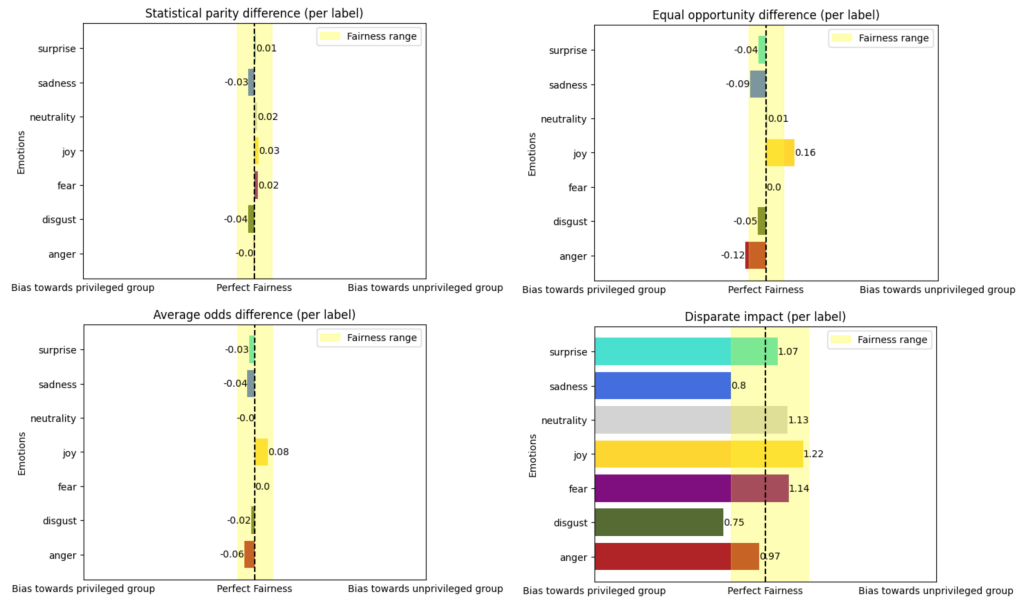 Statistical parity difference (per label)
Fairness range
Emotions
surprise 0.01
sadness -0.03
neutrality 0.02
joy 0.03
fear 0.02
disgust -0.04
anger -0.0
Bias towards privileged group Perfect Fairness Bias towards unprivileged group
Equal opportunity difference (per label)
Fairness range
Emotions
surprise -0.04
sadness -0.09
neutrality 0.01
joy 0.16
fear 0.0
disgust -0.05
anger -0.12
Bias towards privileged group Perfect Fairness Bias towards unprivileged group
Average odds difference (per label)
Fairness range
Emotions
surprise -0.03
sadness -0.04
neutrality -0.0
joy 0.08
fear 0.0
disgust -0.02
anger -0.06
Bias towards privileged group Perfect Fairness Bias towards unprivileged group
Disparate impact (per label)
Fairness range
Emotions
surprise 1.07
sadness 0.8
neutrality 1.13
joy 1.22
fear 1.14
disgust 0.75
anger 0.97
Bias towards privileged group Perfect Fairness Bias towards unprivileged group